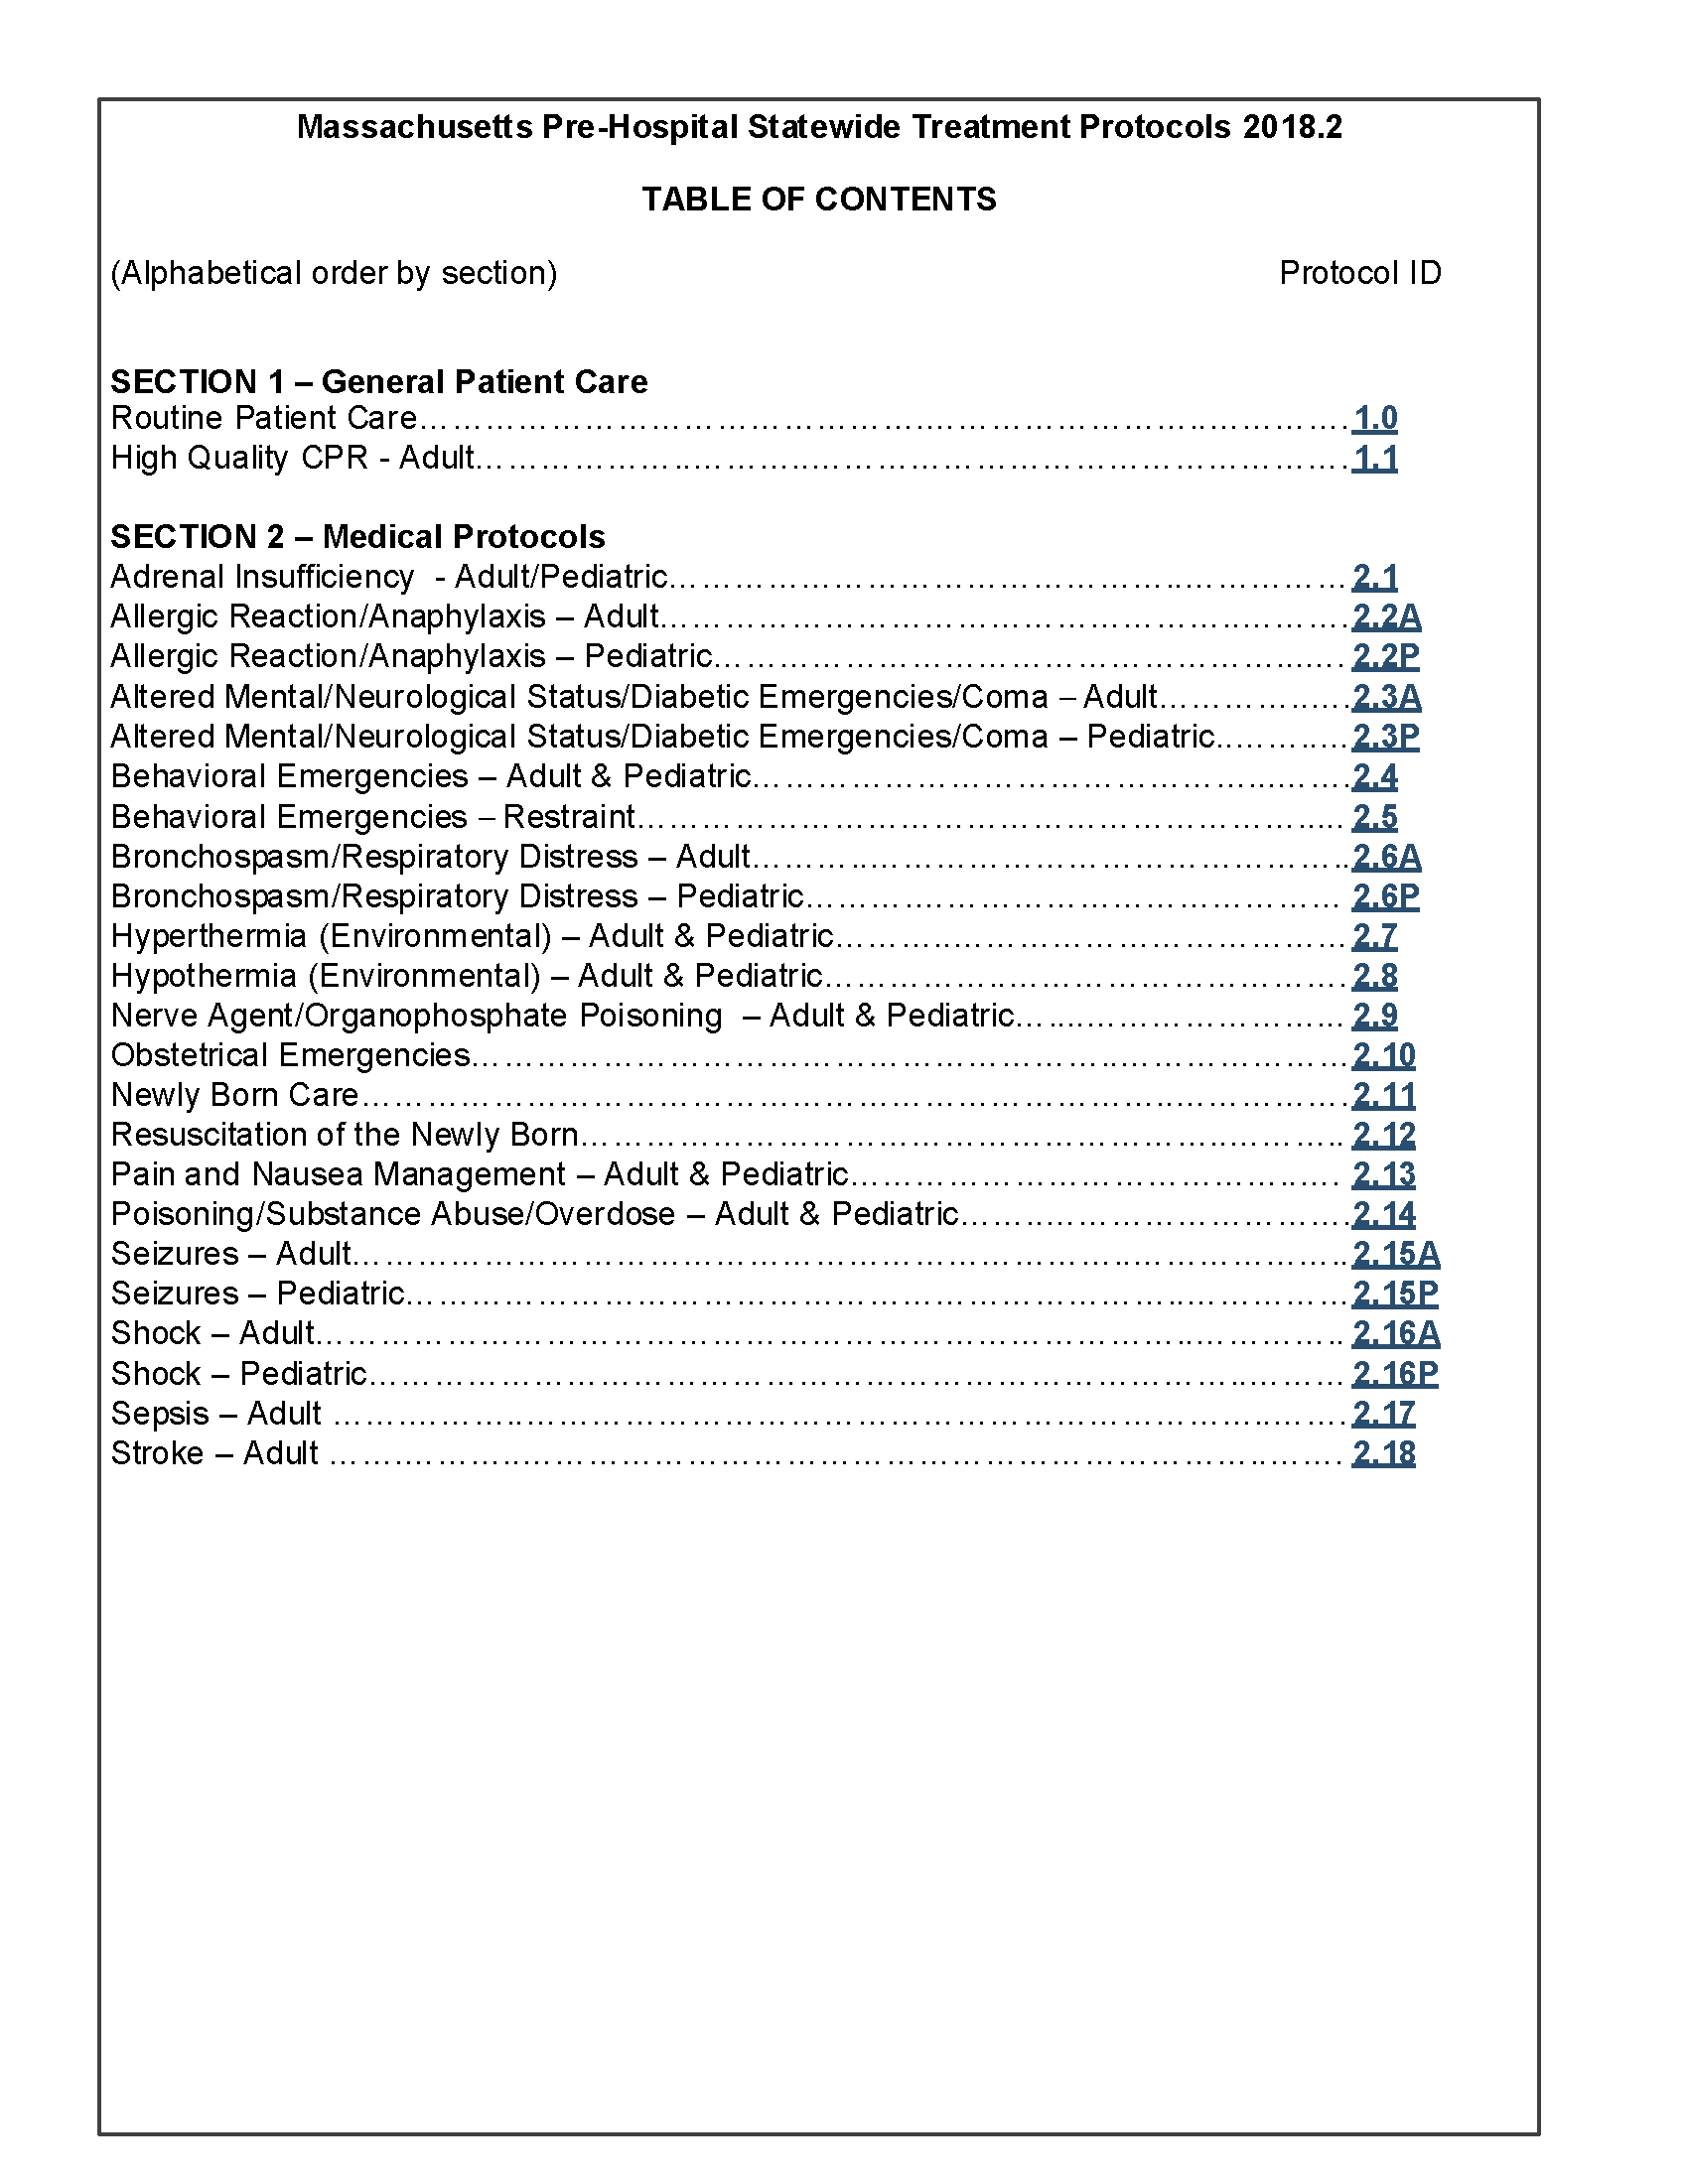 Massachusetts Pre-Hospital Statewide Treatment Protocols 2018.2
TABLE OF CONTENTS
(Alphabetical order by section) Protocol ID
SECTION 1 – General Patient Care
Routine Patient Care……………………………………………………………………………… 1.0
High Quality CPR - Adult………………………………………………………………………… 1.1
SECTION 2 – Medical Protocols
Adrenal Insufficiency - Adult/Pediatric………………………………………………………… 2.1
Allergic Reaction/Anaphylaxis – Adult………………………………………………………… 2.2A
Allergic Reaction/Anaphylaxis – Pediatric…………………………………………………… 2.2P
Altered Mental/Neurological Status/Diabetic Emergencies/Coma – Adult……………… 2.3A
Altered Mental/Neurological Status/Diabetic Emergencies/Coma – Pediatric………… 2.3P
Behavioral Emergencies – Adult & Pediatric………………………………………………… 2.4
Behavioral Emergencies – Restraint…………………………………………………………… 2.5
Bronchospasm/Respiratory Distress – Adult………………………………………………… 2.6A
Bronchospasm/Respiratory Distress – Pediatric…………………………………………… 2.6P
Hyperthermia (Environmental) – Adult & Pediatric………………………………………… 2.7
Hypothermia (Environmental) – Adult & Pediatric…………………………………………… 2.8
Nerve Agent/Organophosphate Poisoning – Adult & Pediatric…………………………… 2.9
Obstetrical Emergencies………………………………………………………………………… 2.10
Newly Born Care…………………………………………………………………………………… 2.11
Resuscitation of the Newly Born………………………………………………………………… 2.12
Pain and Nausea Management – Adult & Pediatric………………………………………… 2.13
Poisoning/Substance Abuse/Overdose – Adult & Pediatric……………………………… 2.14
Seizures – Adult…………………………………………………………………………………… 2.15A
Seizures – Pediatric……………………………………………………………………………… 2.15P
Shock – Adult……………………………………………………………………………………… 2.16A
Shock – Pediatric………………………………………………………………………………… 2.16P
Sepsis – Adult …………………………………………………………………………………… 2.17
Stroke – Adult …………………………………………………………………………………… 2.18